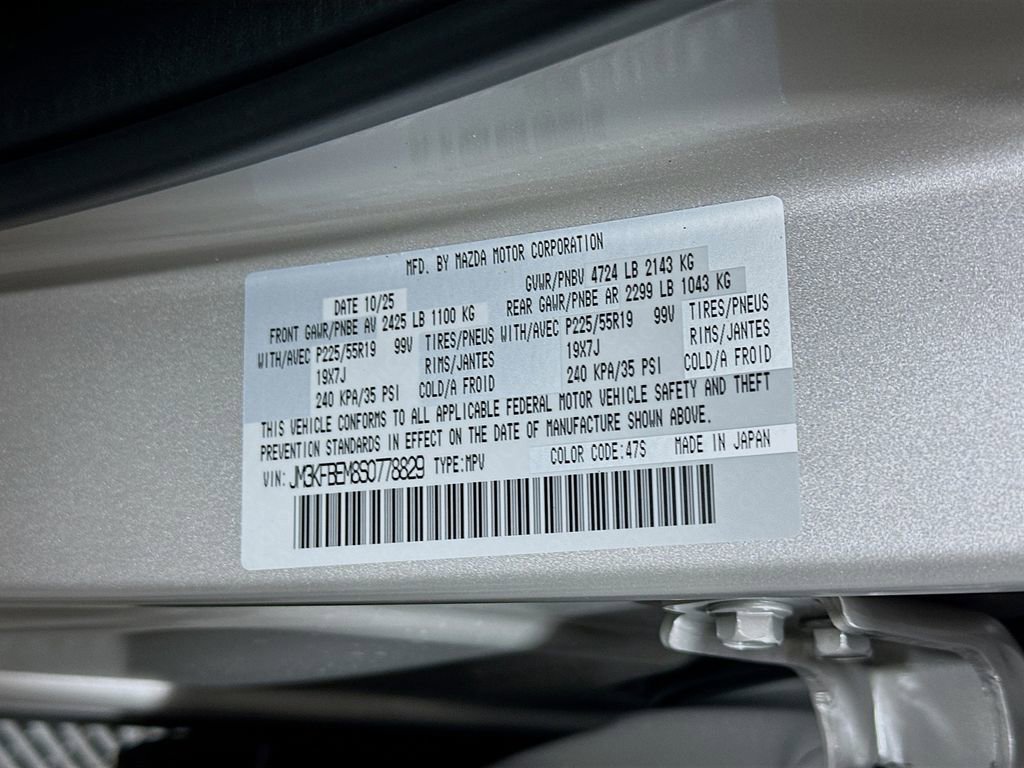 MFD. BY MAZDA MOTOR CORPORATION
DATE 10/25 GVWR/PNBV 4724 LB 2143 KG
FRONT GAWR/PNBE AV 2425 LB 1100 KG REAR GAWR/PNBE AR 2299 LB 1043 KG
WITH/AVEC P225/55R19 99V TIRES/PNEUS WITH/AVEC P225/55R19 99V TIRES/PNEUS
19X7J RIMS/JANTES 19X7J RIMS/JANTES
240 KPA/35 PSI COLD/A FROID 240 KPA/35 PSI COLD/A FROID
THIS VEHICLE CONFORMS TO ALL APPLICABLE FEDERAL MOTOR VEHICLE SAFETY AND THEFT
PREVENTION STANDARDS IN EFFECT ON THE DATE OF MANUFACTURE SHOWN ABOVE.
VIN: JM3KFBEM8S0778829 TYPE:MPV COLOR CODE:47S MADE IN JAPAN